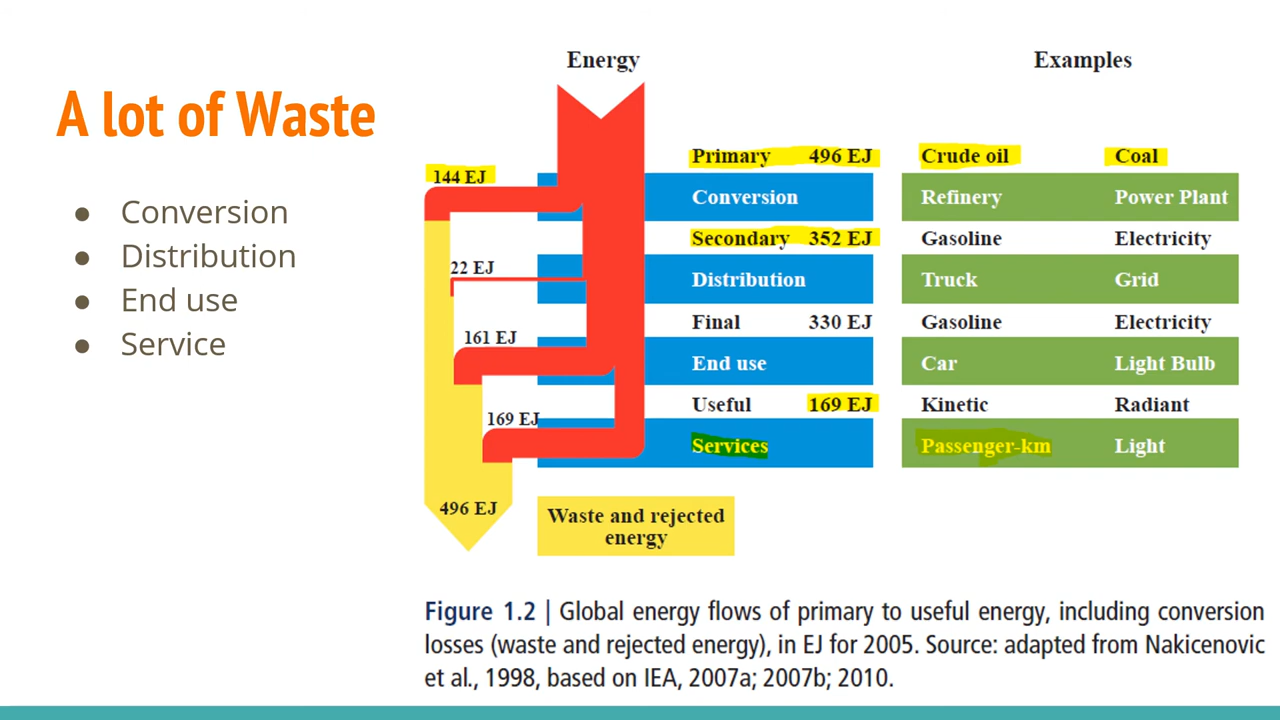 A lot of Waste
● Conversion
● Distribution
● End use
● Service
Energy
Examples
144 EJ
22 EJ
161 EJ
169 EJ
496 EJ
Primary 496 EJ
Conversion
Secondary 352 EJ
Distribution
Final 330 EJ
End use
Useful 169 EJ
Services
Waste and rejected
energy
Crude oil Coal
Refinery Power Plant
Gasoline Electricity
Truck Grid
Gasoline Electricity
Car Light Bulb
Kinetic Radiant
Passenger-km Light
Figure 1.2 | Global energy flows of primary to useful energy, including conversion
losses (waste and rejected energy), in EJ for 2005. Source: adapted from Nakicenovic
et al., 1998, based on IEA, 2007a; 2007b; 2010.